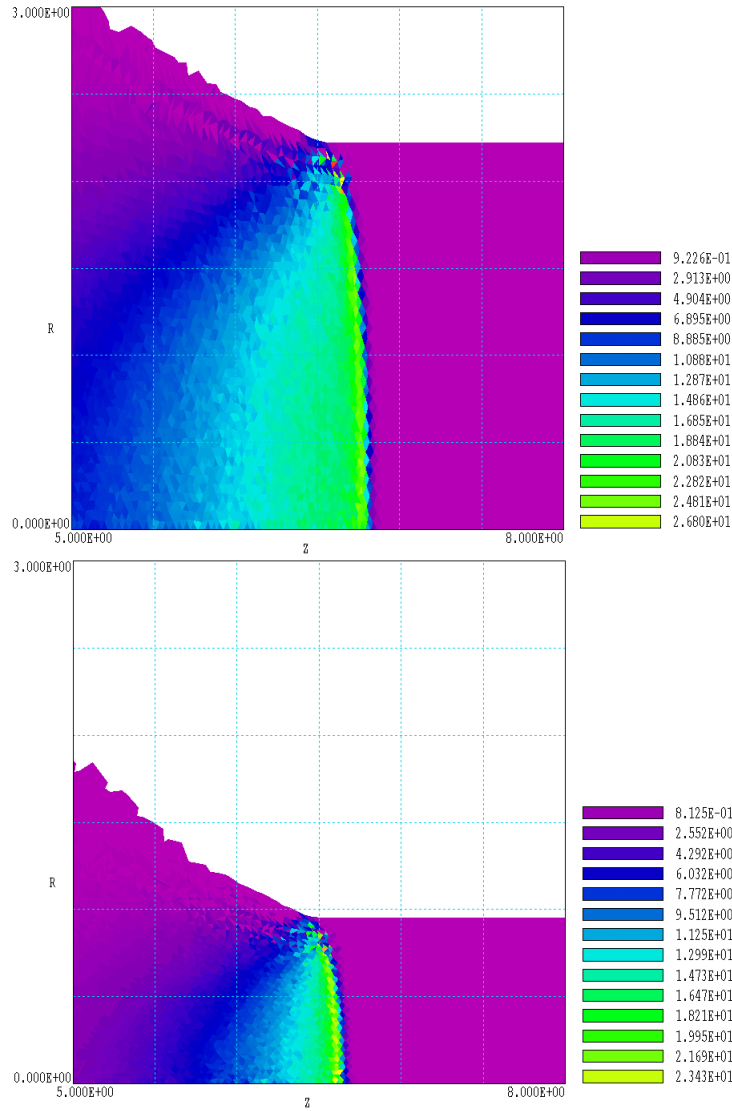 3.000E+00
R
0.000E+00
5.000E+00
8.000E+00
Z
9.226E-01
2.913E+00
4.904E+00
6.895E+00
8.885E+00
1.088E+01
1.287E+01
1.486E+01
1.685E+01
1.884E+01
2.083E+01
2.282E+01
2.481E+01
2.680E+01
3.000E+00
R
0.000E+00
5.000E+00
8.000E+00
Z
8.125E-01
2.552E+00
4.292E+00
6.032E+00
7.772E+00
9.512E+00
1.125E+01
1.299E+01
1.473E+01
1.647E+01
1.821E+01
1.995E+01
2.169E+01
2.343E+01